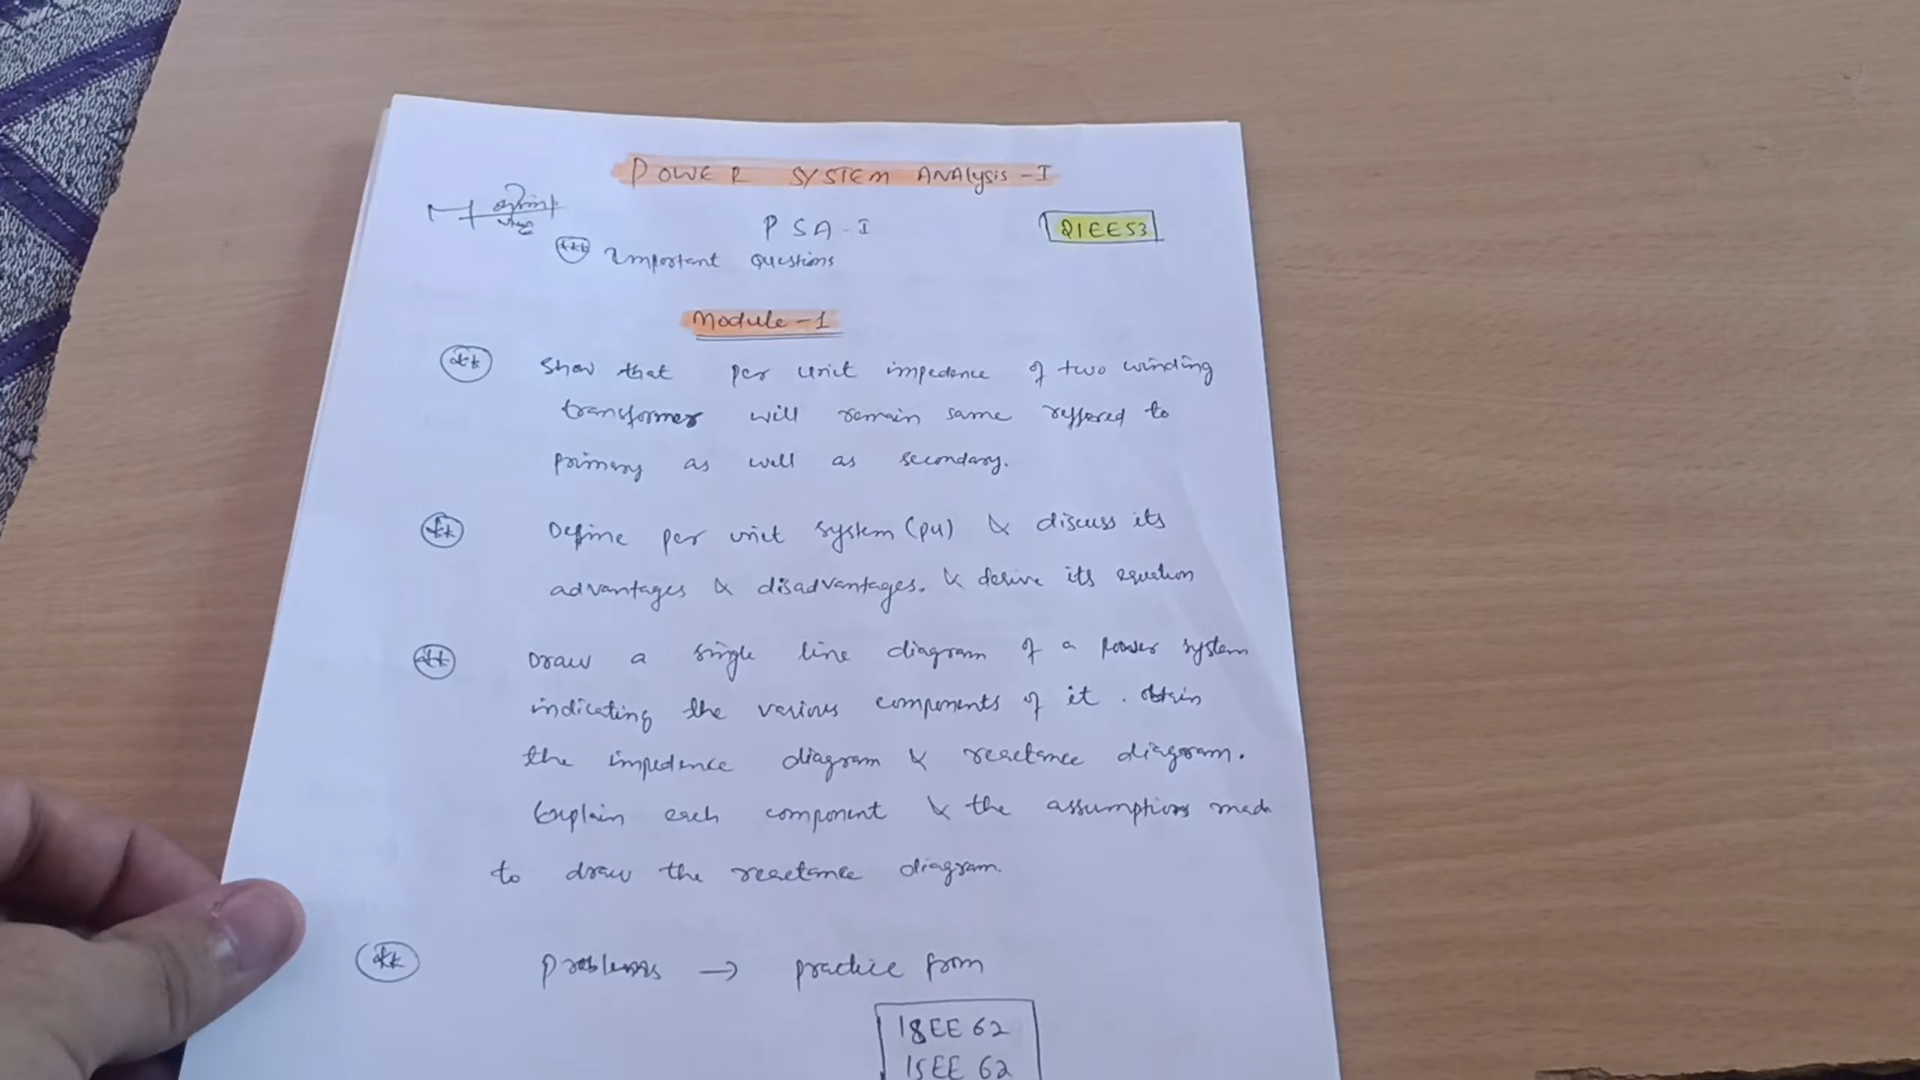 POWER SYSTEM ANAlysis - I
PSA - I
21EE53
*** Important Questions
Module - 1
** Show that per unit impedence of two winding
transformer will remain same reffered to
primary as well as secondary.
** Define per unit system (pu) & discuss its
advantages & disadvantages. & derive its equation
** Draw a single line diagram of a power system
indicating the various components of it. obtain
the impedence diagram & reactance diagram.
Explain each component & the assumptions made
to draw the reactance diagram.
** problems → practice from
18EE62
15EE62